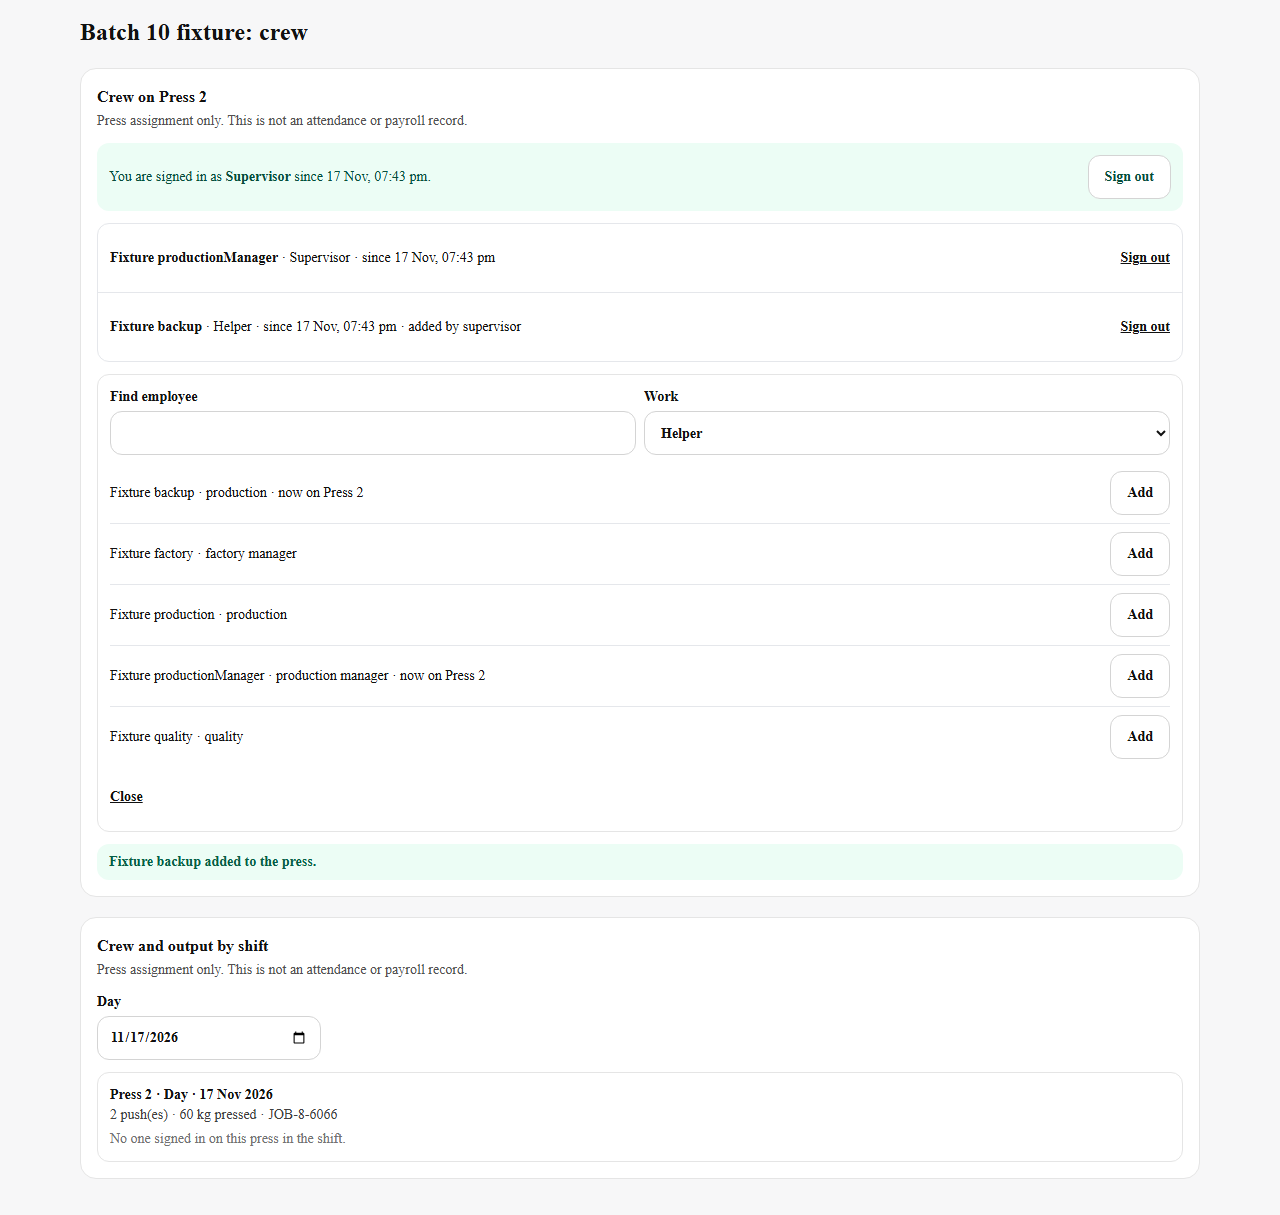 Batch 10 fixture: crew
Crew on Press 2
Press assignment only. This is not an attendance or payroll record.
You are signed in as Supervisor since 17 Nov, 07:43 pm.
Sign out
Fixture productionManager · Supervisor · since 17 Nov, 07:43 pm
Sign out
Fixture backup · Helper · since 17 Nov, 07:43 pm · added by supervisor
Sign out
Find employee
Work
Helper
Fixture backup · production · now on Press 2
Add
Fixture factory · factory manager
Add
Fixture production · production
Add
Fixture productionManager · production manager · now on Press 2
Add
Fixture quality · quality
Add
Close
Fixture backup added to the press.
Crew and output by shift
Press assignment only. This is not an attendance or payroll record.
Day
11/17/2026
Press 2 · Day · 17 Nov 2026
2 push(es) · 60 kg pressed · JOB-8-6066
No one signed in on this press in the shift.